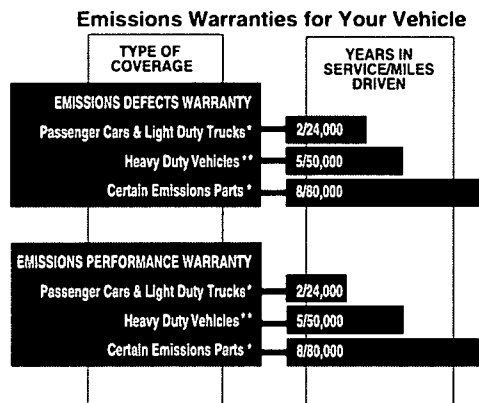 Emissions Warranties for Your Vehicle
TYPE OF
COVERAGE
YEARS IN
SERVICE/MILES
DRIVEN
EMISSIONS DEFECTS WARRANTY
Passenger Cars & Light Duty Trucks* 2/24,000
Heavy Duty Vehicles** 5/50,000
Certain Emissions Parts* 8/80,000
EMISSIONS PERFORMANCE WARRANTY
Passenger Cars & Light Duty Trucks* 2/24,000
Heavy Duty Vehicles** 5/50,000
Certain Emissions Parts * 8/80,000